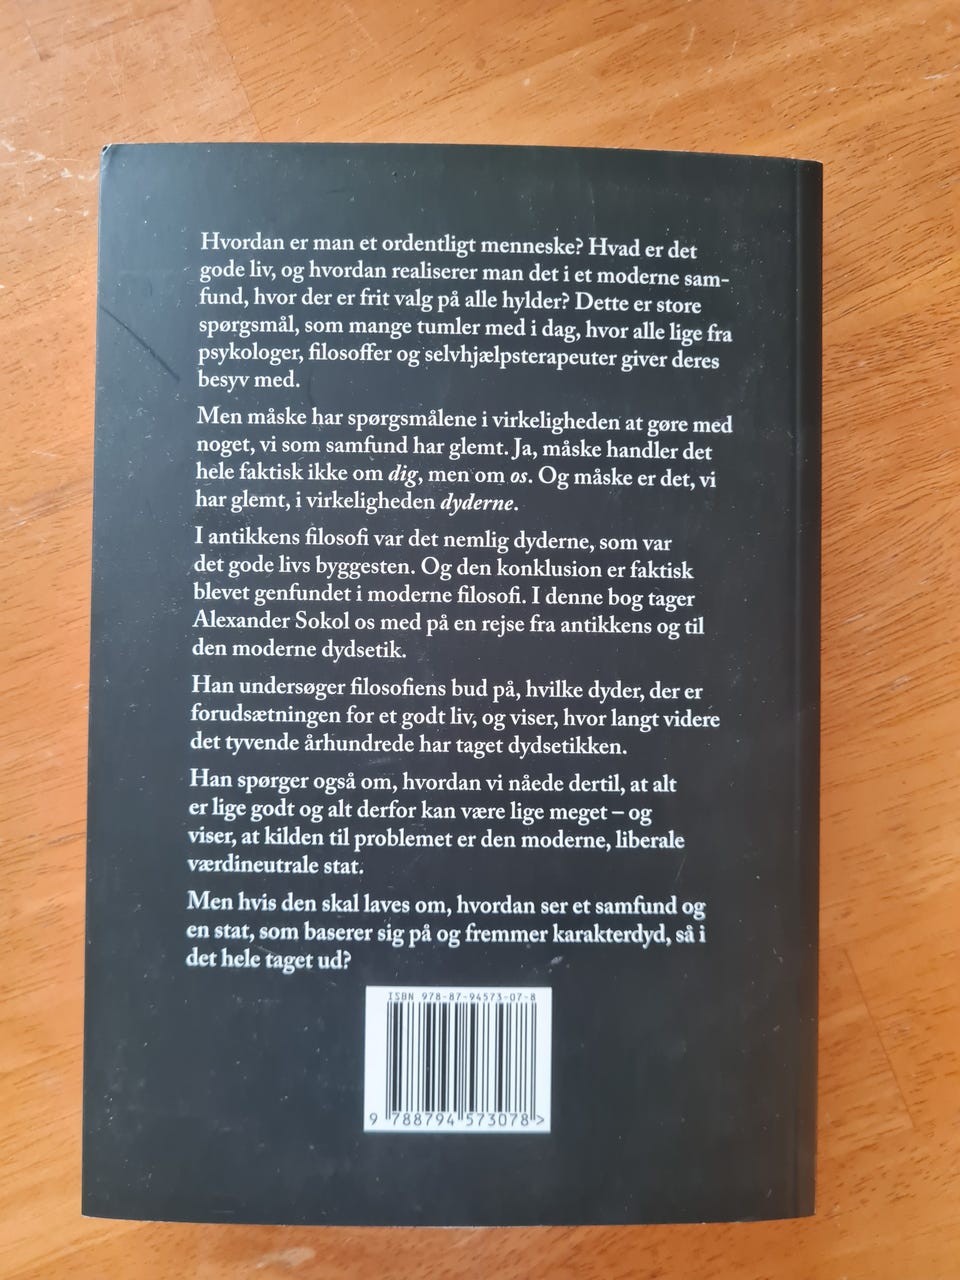 Hvordan er man et ordentligt menneske? Hvad er det
gode liv, og hvordan realiserer man det i et moderne sam-
fund, hvor der er frit valg på alle hylder? Dette er store
spørgsmål, som mange tumler med i dag, hvor alle lige fra
psykologer, filosoffer og selvhjælpsterapeuter giver deres
besyv med.
Men måske har spørgsmålene i virkeligheden at gøre med
noget, vi som samfund har glemt. Ja, måske handler det
hele faktisk ikke om dig, men om os. Og måske er det, vi
har glemt, i virkeligheden dyderne.
I antikkens filosofi var det nemlig dyderne, som var
det gode livs byggesten. Og den konklusion er faktisk
blevet genfundet i moderne filosofi. I denne bog tager
Alexander Sokol os med på en rejse fra antikkens og til
den moderne dydsetik.
Han undersøger filosofiens bud på, hvilke dyder, der er
forudsætningen for et godt liv, og viser, hvor langt videre
det tyvende århundrede har taget dydsetikken.
Han spørger også om, hvordan vi nåede dertil, at alt
er lige godt og alt derfor kan være lige meget – og
viser, at kilden til problemet er den moderne, liberale
værdineutrale stat.
Men hvis den skal laves om, hvordan ser et samfund og
en stat, som baserer sig på og fremmer karakterdyd, så i
det hele taget ud?
ISBN 978-87-94573-07-8
9 788794 573078 >